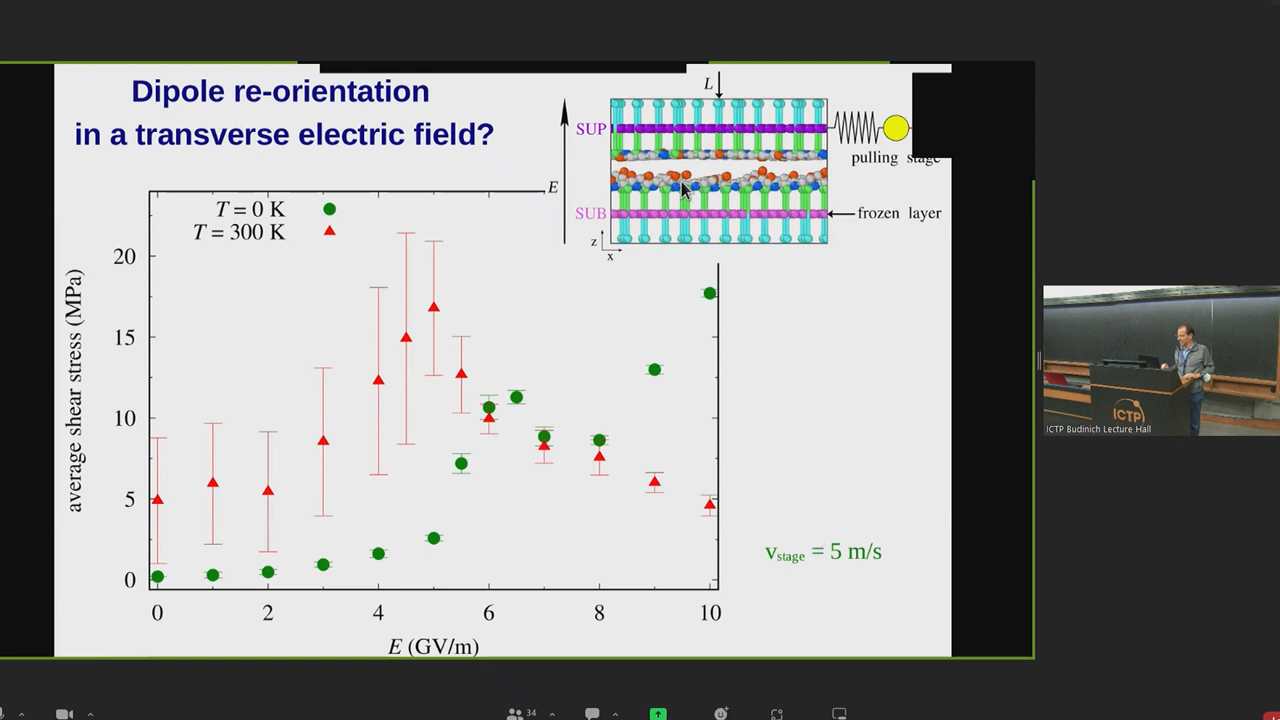 Dipole re-orientation
in a transverse electric field?
L
SUP
pulling stage
E
SUB
frozen layer
z
x
T = 0 K
T = 300 K
average shear stress (MPa)
20
15
10
5
0
0 2 4 6 8 10
E (GV/m)
vstage = 5 m/s
ICTP
ICTP Budinich Lecture Hall
34